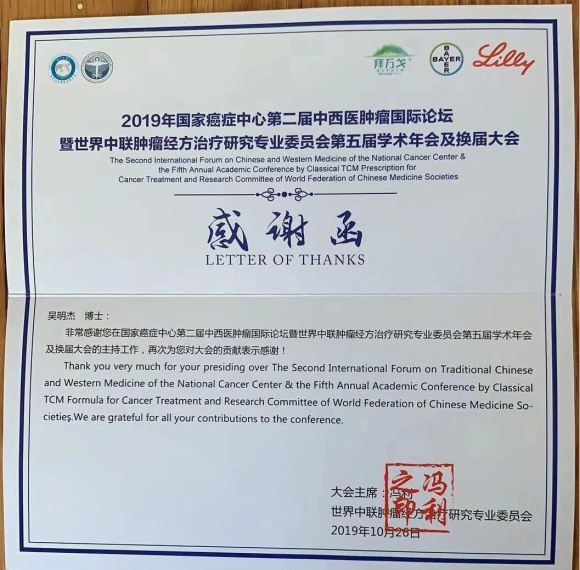 拜万戈
BAYER
BAYER
Lilly
2019年国家癌症中心第二届中西医肿瘤国际论坛
暨世界中联肿瘤经方治疗研究专业委员会第五届学术年会及换届大会
The Second International Forum on Chinese and Western Medicine of the National Cancer Center &
the Fifth Annual Academic Conference by Classical TCM Prescription for
Cancer Treatment and Research Committee of World Federation of Chinese Medicine Societies
感谢函
LETTER OF THANKS
吴明杰 博士：
非常感谢您在国家癌症中心第二届中西医肿瘤国际论坛暨世界中联肿瘤经方治疗研究专业委员会第五届学术年会
及换届大会的主持工作，再次为您对大会的贡献表示感谢！
Thank you very much for your presiding over The Second International Forum on Traditional Chinese
and Western Medicine of the National Cancer Center & the Fifth Annual Academic Conference by Classical
TCM Formula for Cancer Treatment and Research Committee of World Federation of Chinese Medicine So-
cieties.We are grateful for all your contributions to the conference.
大会主席：冯利
世界中联肿瘤经方治疗研究专业委员会
2019年10月26日
冯利之印